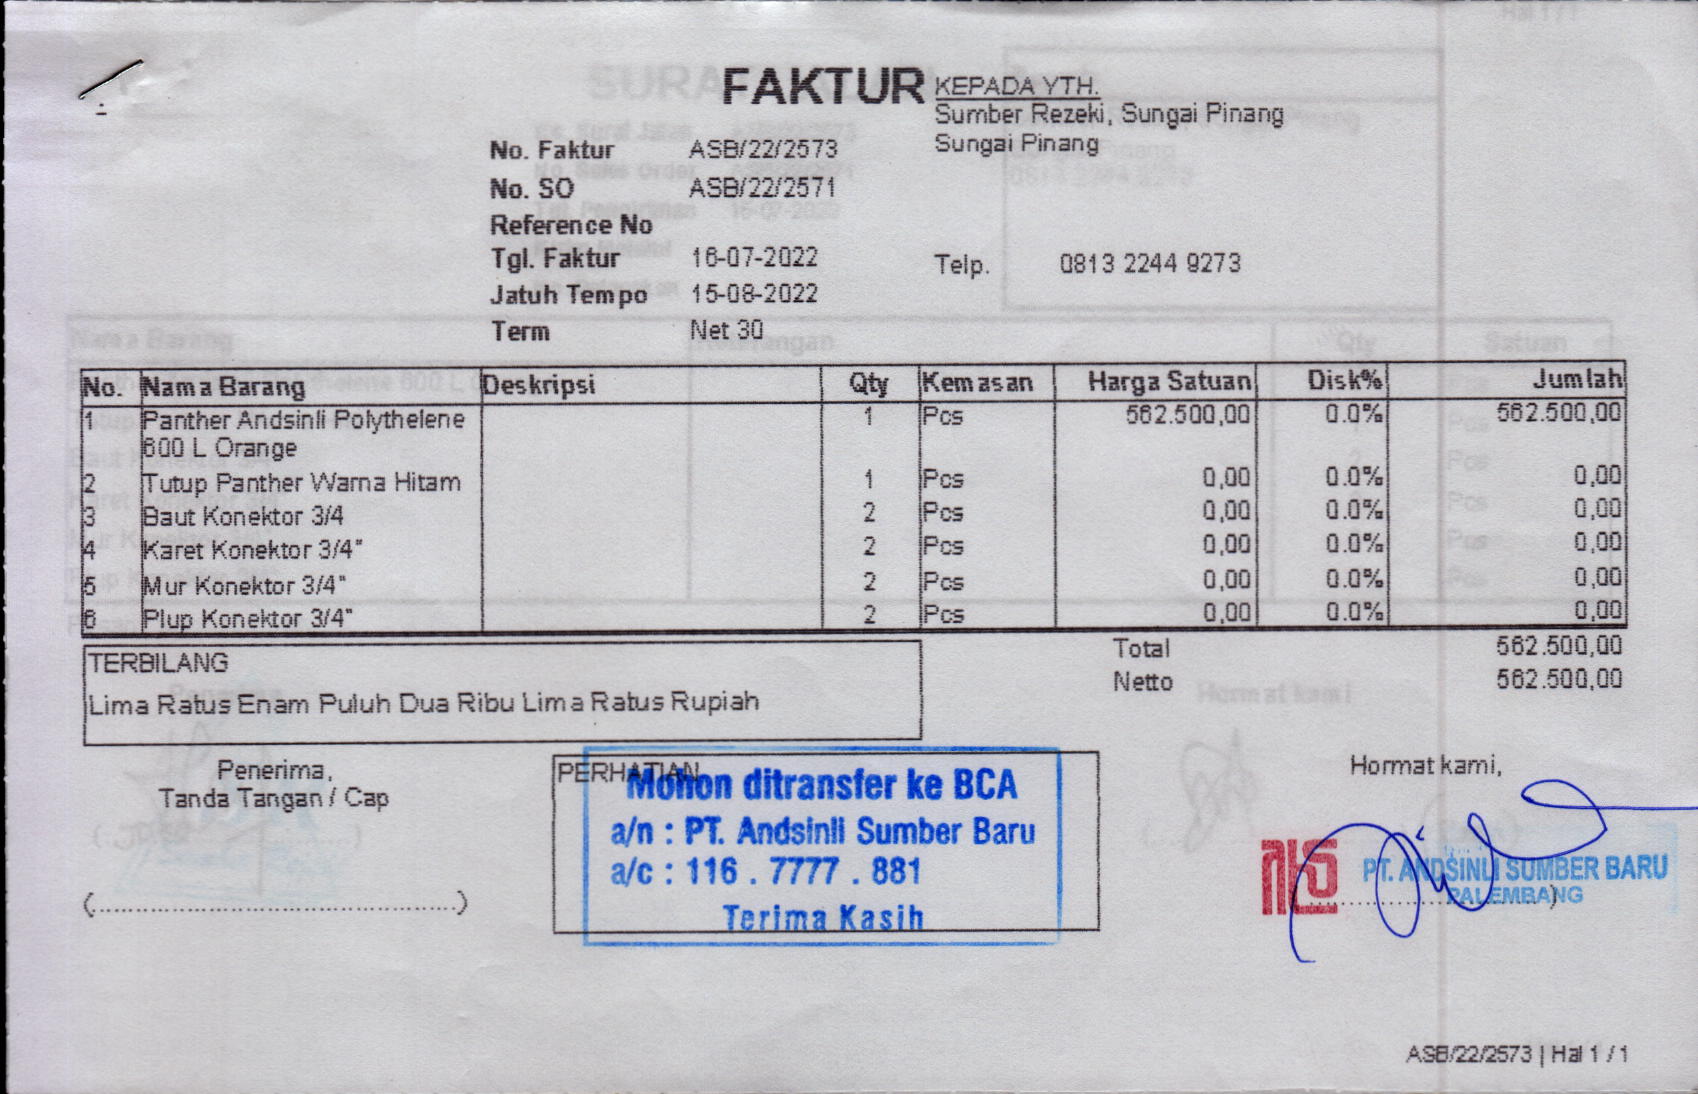 FAKTUR
KEPADA YTH.
Sumber Rezeki, Sungai Pinang
Sungai Pinang
No. Faktur ASB/22/2573
No. SO ASB/22/2571
Reference No
Tgl. Faktur 16-07-2022
Telp. 0813 2244 9273
Jatuh Tempo 15-08-2022
Term Net 30
No. Nama Barang Deskripsi Qty Kemasan Harga Satuan Disk% Jumlah
1 Panther Andsinli Polythelene 1 Pcs 562.500,00 0.0% 562.500,00
600 L Orange
2 Tutup Panther Warna Hitam 1 Pcs 0,00 0.0% 0,00
3 Baut Konektor 3/4 2 Pcs 0,00 0.0% 0,00
4 Karet Konektor 3/4" 2 Pcs 0,00 0.0% 0,00
5 Mur Konektor 3/4" 2 Pcs 0,00 0.0% 0,00
6 Plup Konektor 3/4" 2 Pcs 0,00 0.0% 0,00
Total 562.500,00
Netto 562.500,00
TERBILANG
Lima Ratus Enam Puluh Dua Ribu Lima Ratus Rupiah
Penerima,
Tanda Tangan / Cap
(..................................................)
PERHATIAN
Mohon ditransfer ke BCA
a/n : PT. Andsinli Sumber Baru
a/c : 116 . 7777 . 881
Terima Kasih
Hormat kami,
PT. ANDSINLI SUMBER BARU
PALEMBANG
ASB/22/2573 | Hal 1 / 1